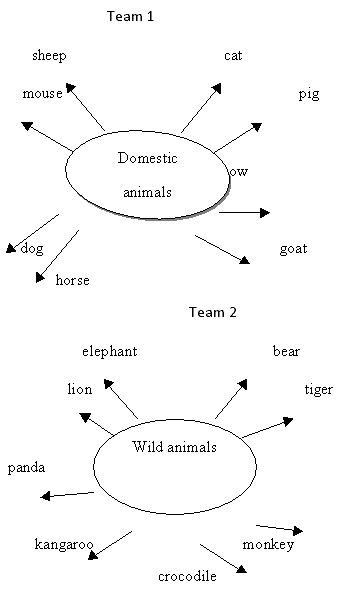 Team 1
sheep
cat
mouse
pig
Domestic
ow
animals
dog
goat
horse
Team 2
elephant
bear
lion
tiger
Wild animals
panda
kangaroo
monkey
crocodile